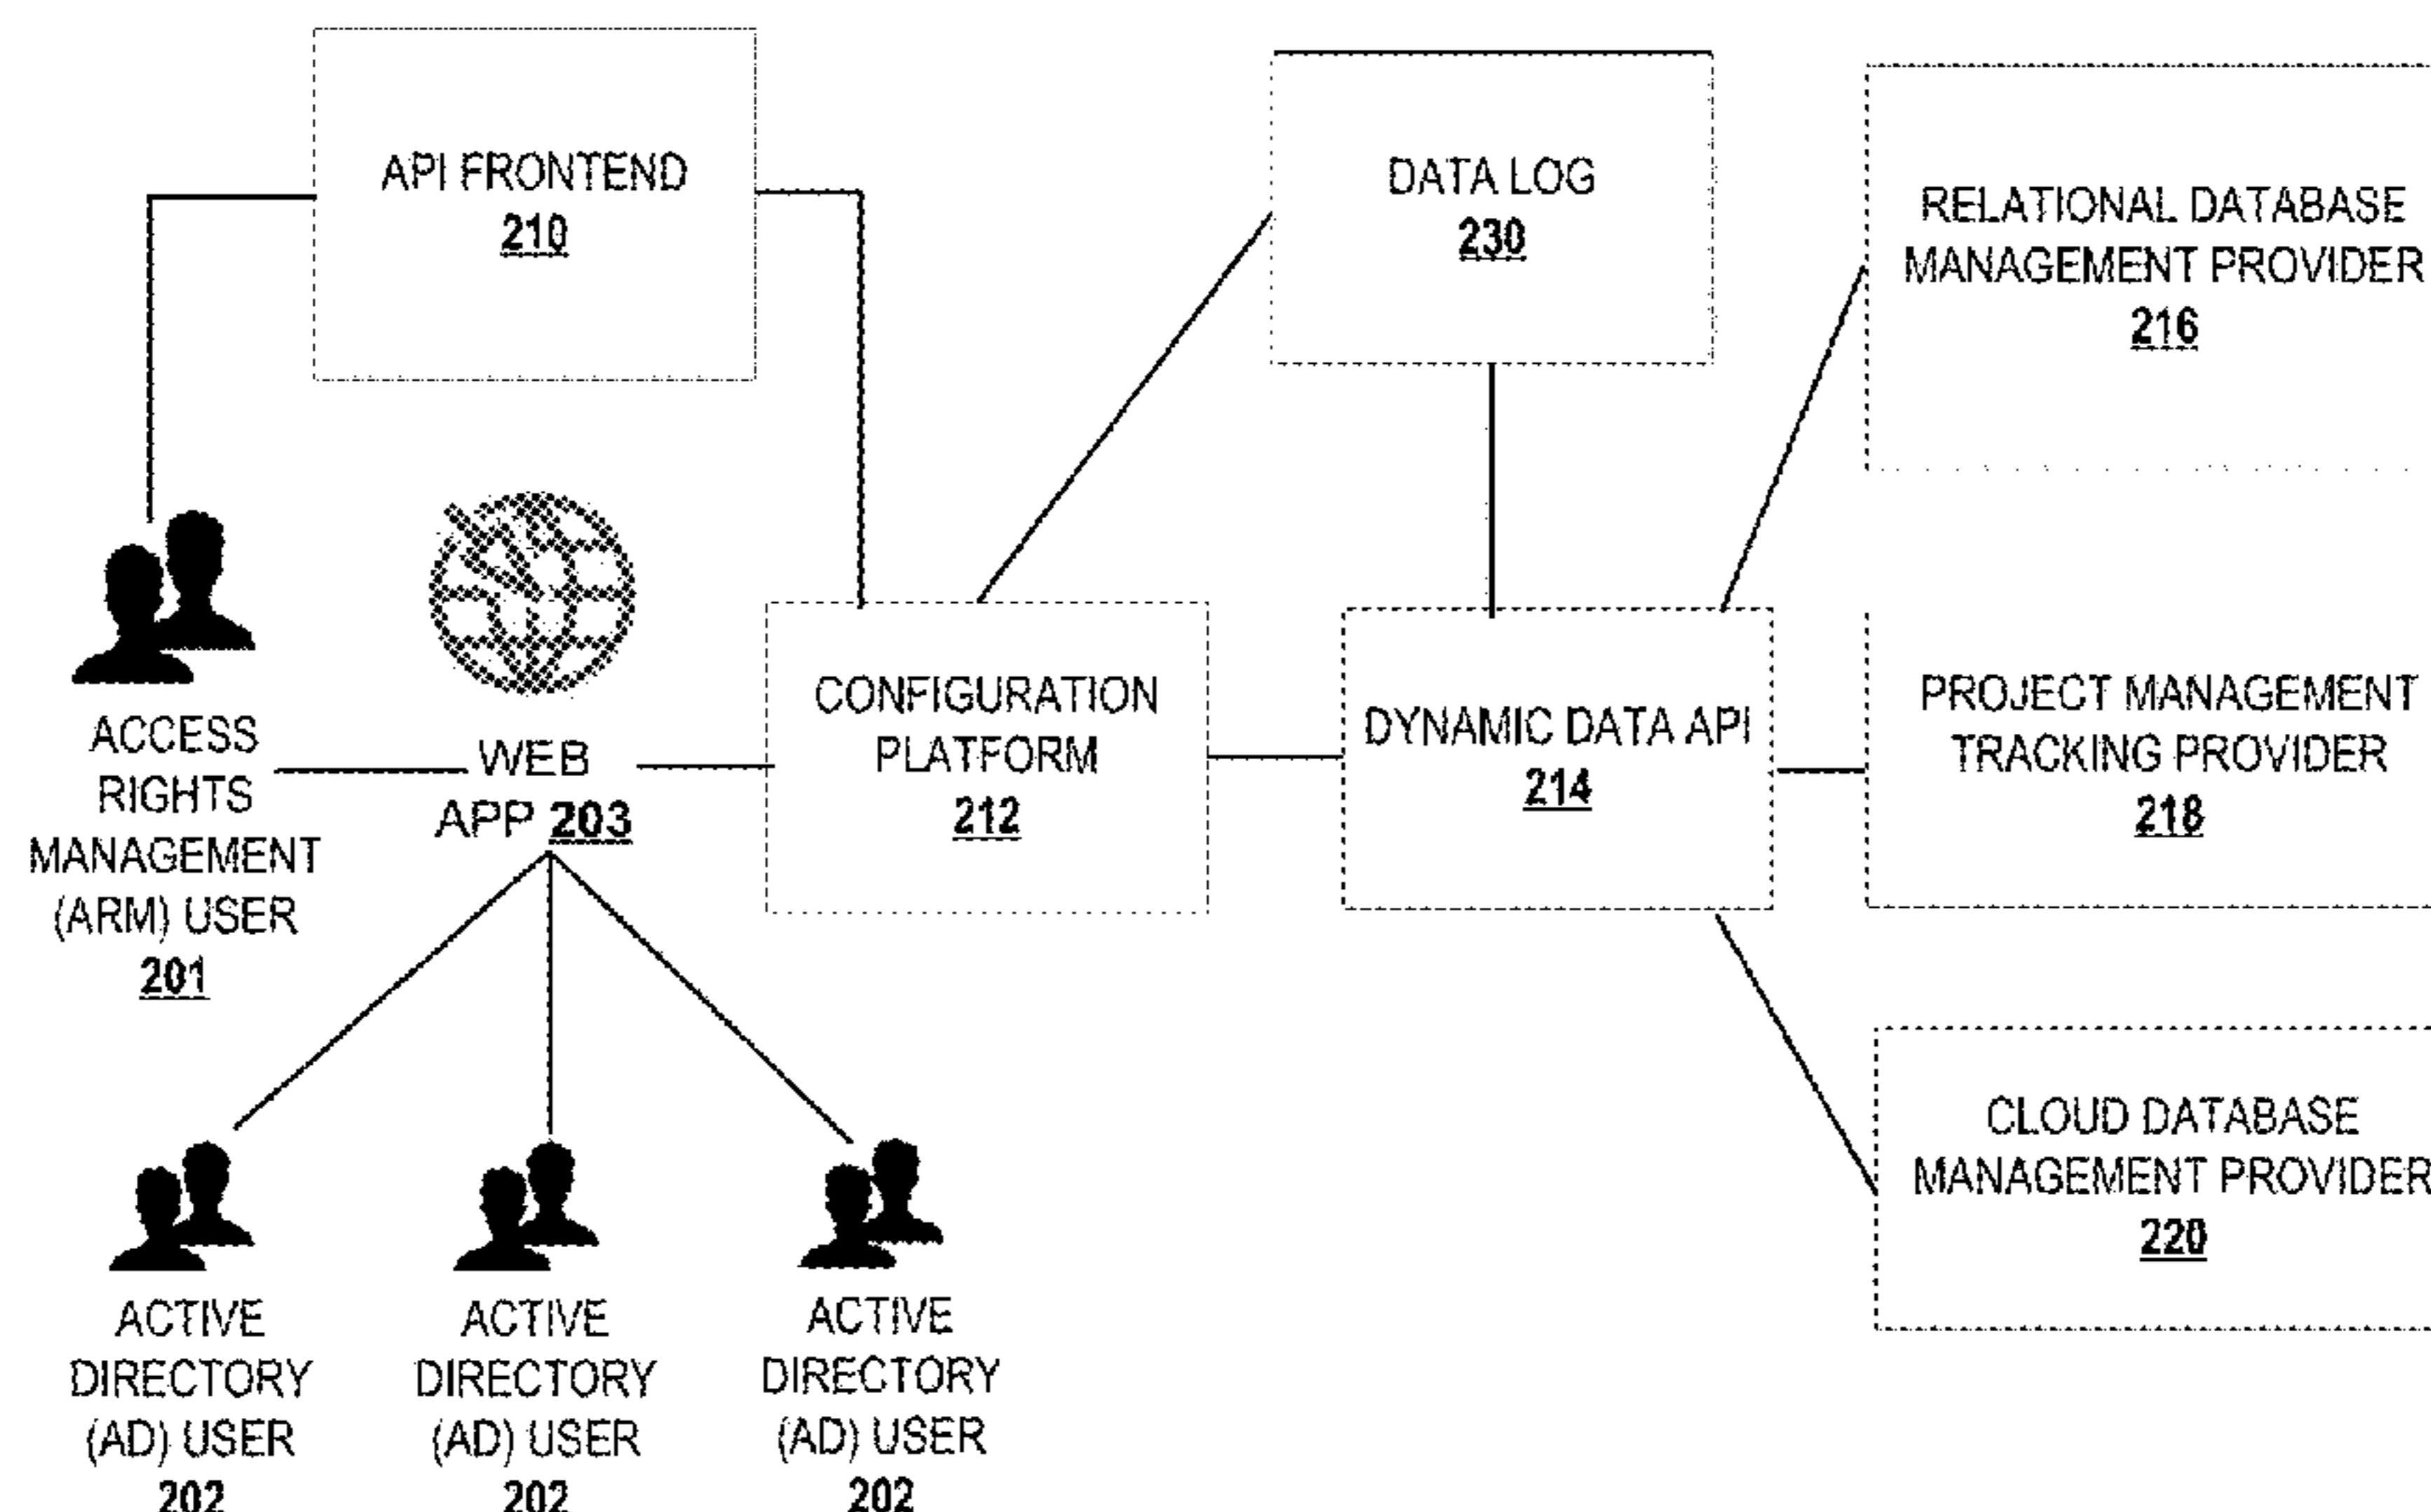 API FRONTEND
210
DATA LOG
230
RELATIONAL DATABASE
MANAGEMENT PROVIDER
216
ACCESS
RIGHTS
MANAGEMENT
(ARM) USER
201
WEB
APP 203
CONFIGURATION
PLATFORM
212
DYNAMIC DATA API
214
PROJECT MANAGEMENT
TRACKING PROVIDER
218
CLOUD DATABASE
MANAGEMENT PROVIDER
220
ACTIVE
DIRECTORY
(AD) USER
202
ACTIVE
DIRECTORY
(AD) USER
202
ACTIVE
DIRECTORY
(AD) USER
202